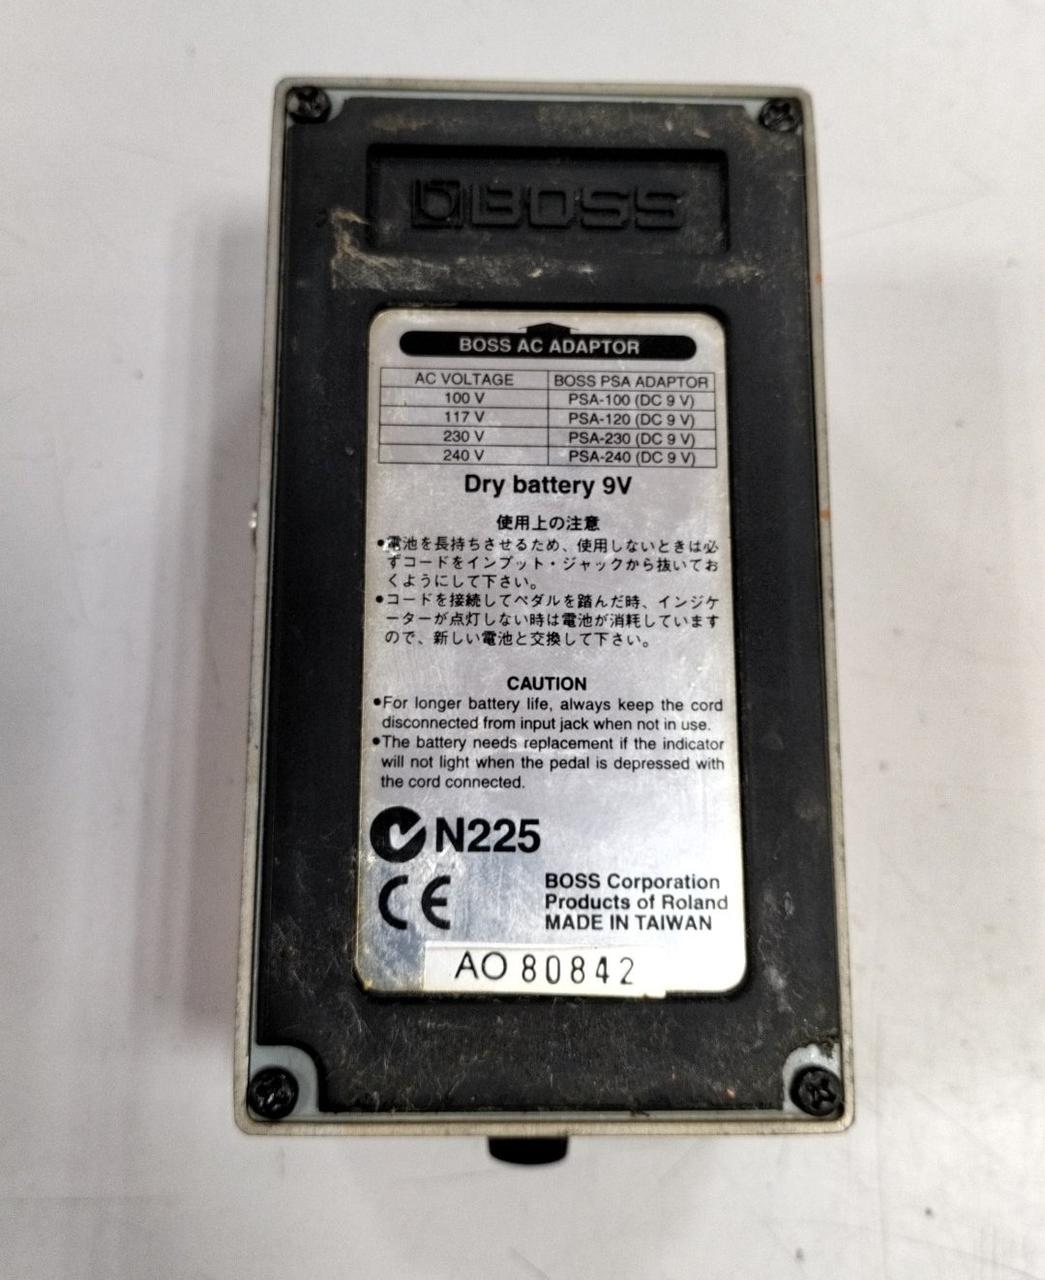 BOSS
BOSS AC ADAPTOR
AC VOLTAGE BOSS PSA ADAPTOR
100 V PSA-100 (DC 9 V)
117 V PSA-120 (DC 9 V)
230 V PSA-230 (DC 9 V)
240 V PSA-240 (DC 9 V)
Dry battery 9V
使用上の注意
●電池を長持ちさせるため、使用しないときは必
ずコードをインプット・ジャックから抜いてお
くようにして下さい。
●コードを接続してペダルを踏んだ時、インジケ
ーターが点灯しない時は電池が消耗しています
ので、新しい電池と交換して下さい。
CAUTION
●For longer battery life, always keep the cord
disconnected from input jack when not in use.
●The battery needs replacement if the indicator
will not light when the pedal is depressed with
the cord connected.
N225
CE
BOSS Corporation
Products of Roland
MADE IN TAIWAN
AO 80842